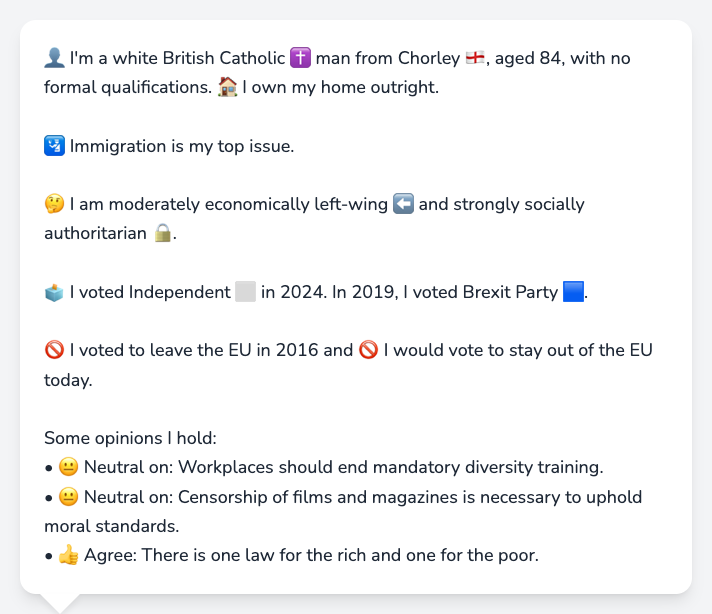 👤 I'm a white British Catholic ✝️ man from Chorley 🏴󠁧󠁢󠁥󠁮󠁧󠁿, aged 84, with no
formal qualifications. 🏠 I own my home outright.
🛂 Immigration is my top issue.
🤔 I am moderately economically left-wing ⬅️ and strongly socially
authoritarian 🔒.
🗳️ I voted Independent ⬜ in 2024. In 2019, I voted Brexit Party 🟦.
🚫 I voted to leave the EU in 2016 and 🚫 I would vote to stay out of the EU
today.
Some opinions I hold:
• 😐 Neutral on: Workplaces should end mandatory diversity training.
• 😐 Neutral on: Censorship of films and magazines is necessary to uphold
moral standards.
• 👍 Agree: There is one law for the rich and one for the poor.